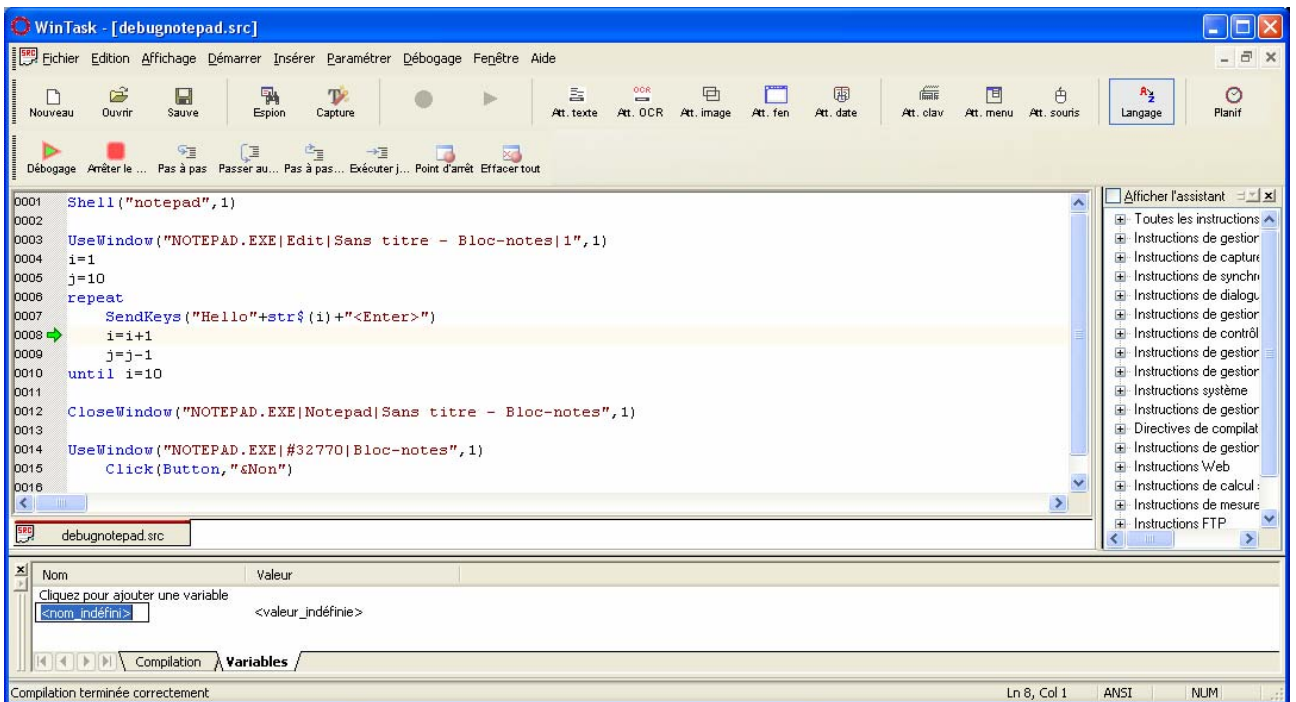 WinTask - [debugnotepad.src]
Fichier Edition Affichage Démarrer Insérer Paramétrer Débogage Fenêtre Aide
Nouveau Ouvrir Sauve Espion Capture Att. texte Att. OCR Att. image Att. fen Att. date Att. clav Att. menu Att. souris Langage Planif
Débogage Arrêter le ... Pas à pas Passer au... Pas à pas... Exécuter j... Point d'arrêt Effacer tout
0001 Shell("notepad",1)
0002
0003 UseWindow("NOTEPAD.EXE|Edit|Sans titre - Bloc-notes|1",1)
0004 i=1
0005 j=10
0006 repeat
0007 SendKeys("Hello"+str$(i)+"<Enter>")
0008 i=i+1
0009 j=j-1
0010 until i=10
0011
0012 CloseWindow("NOTEPAD.EXE|Notepad|Sans titre - Bloc-notes",1)
0013
0014 UseWindow("NOTEPAD.EXE|#32770|Bloc-notes",1)
0015 Click(Button,"&Non")
0016
debugnotepad.src
Afficher l'assistant
Toutes les instructions
Instructions de gestion
Instructions de capture
Instructions de synchr
Instructions de dialogu
Instructions de gestion
Instructions de contrôl
Instructions de gestion
Instructions de gestion
Instructions système
Instructions de gestion
Directives de compilat
Instructions de gestion
Instructions Web
Instructions de calcul
Instructions de mesure
Instructions FTP
Nom Valeur
Cliquez pour ajouter une variable
<nom_indéfini> <valeur_indéfinie>
Compilation Variables
Compilation terminée correctement Ln 8, Col 1 ANSI NUM